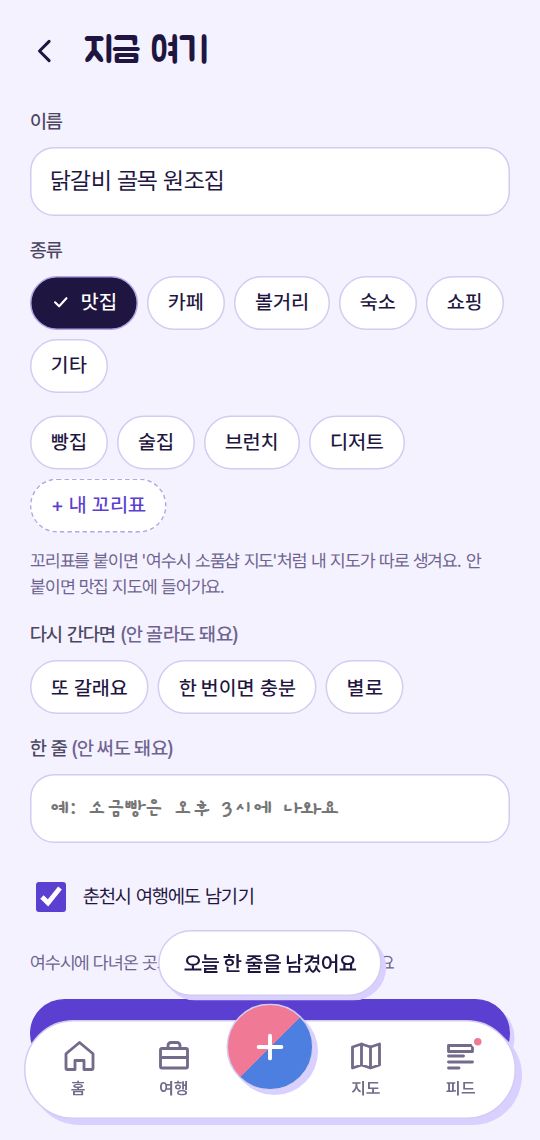 지금 여기
이름
닭갈비 골목 원조집
종류
맛집 카페 볼거리 숙소 쇼핑
기타
빵집 술집 브런치 디저트
+ 내 꼬리표
꼬리표를 붙이면 '여수시 소품샵 지도'처럼 내 지도가 따로 생겨요. 안
붙이면 맛집 지도에 들어가요.
다시 간다면 (안 골라도 돼요)
또 갈래요 한 번이면 충분 별로
한 줄 (안 써도 돼요)
예: 소금빵은 오후 3시에 나와요
춘천시 여행에도 남기기
여수시에 다녀온 곳
오늘 한 줄을 남겼어요
요
홈 여행 지도 피드